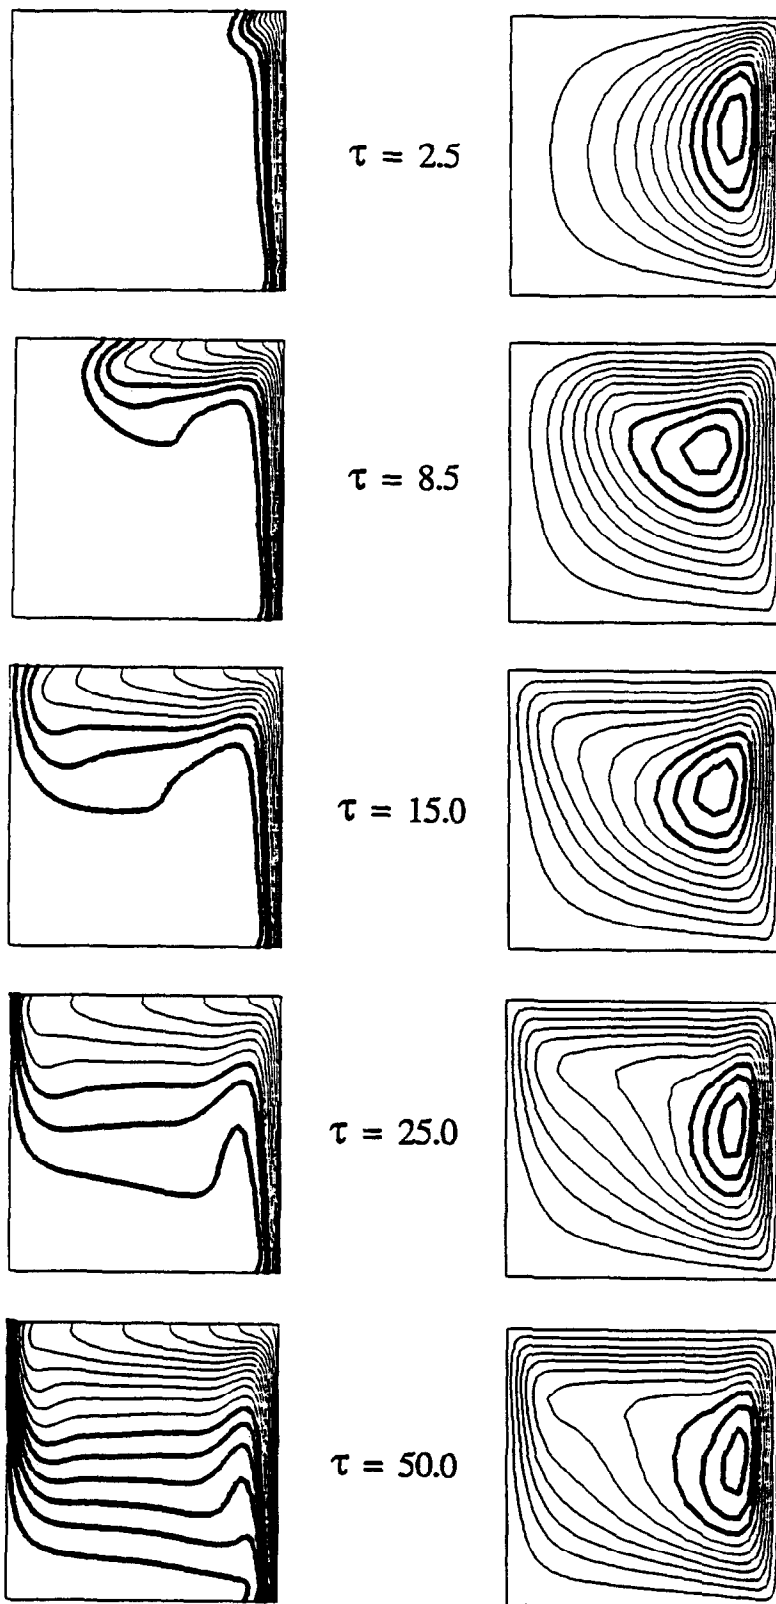 τ = 2.5
τ = 8.5
τ = 15.0
τ = 25.0
τ = 50.0